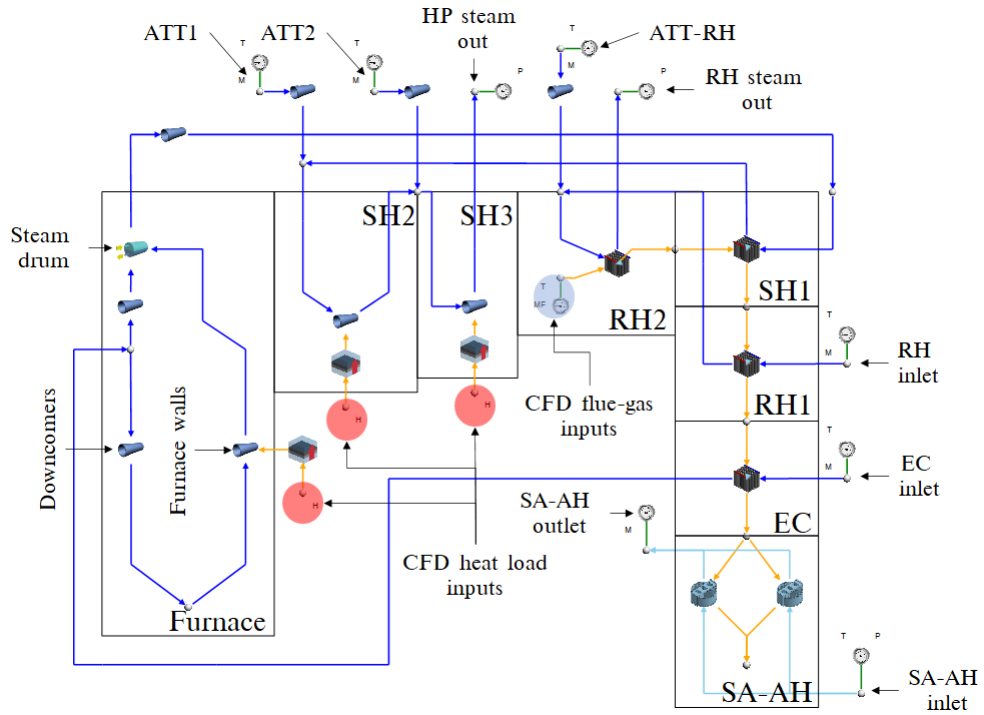 HP steam
out
ATT1
ATT2
ATT-RH
RH steam
out
T
M
T
M
P
T
M
P
Steam
drum
SH2
SH3
SH1
T
MF
RH2
T
M
RH
inlet
CFD flue-gas
inputs
RH1
T
M
EC
inlet
Downcomers
Furnace walls
H
H
H
SA-AH
outlet
M
EC
CFD heat load
inputs
Furnace
T
P
SA-AH
SA-AH
inlet